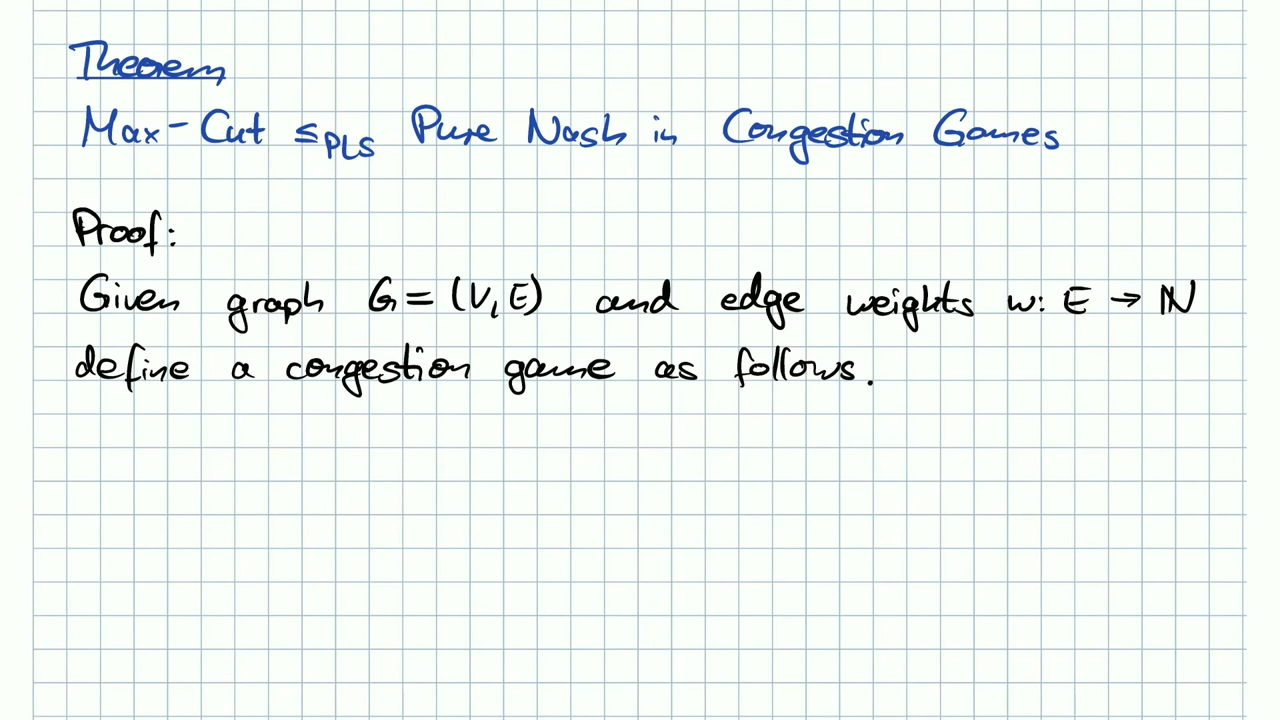 Theorem
Max-Cut ≤PLS Pure Nash in Congestion Games
Proof:
Given graph G = (V, E) and edge weights w: E → ℕ
define a congestion game as follows.